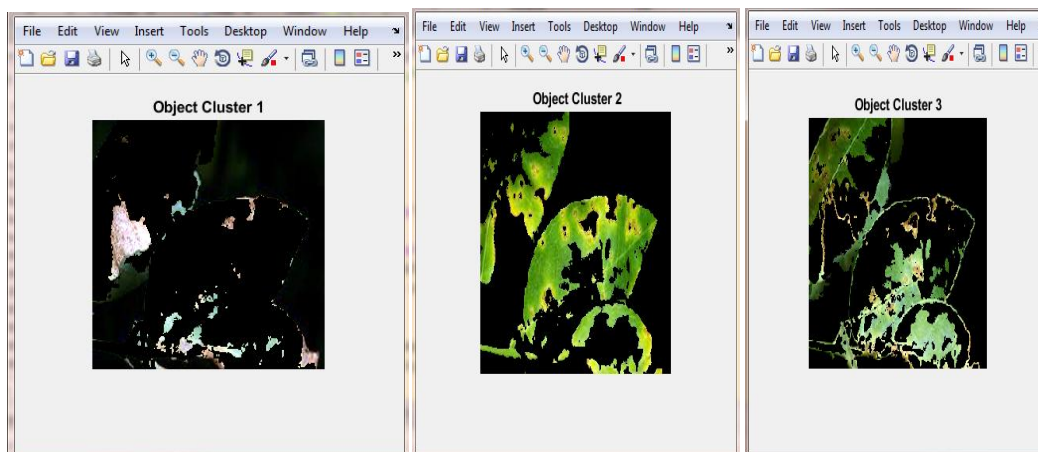 File Edit View Insert Tools Desktop Window Help
Object Cluster 1
File Edit View Insert Tools Desktop Window Help
Object Cluster 2
File Edit View Insert Tools Desktop Window Help
Object Cluster 3